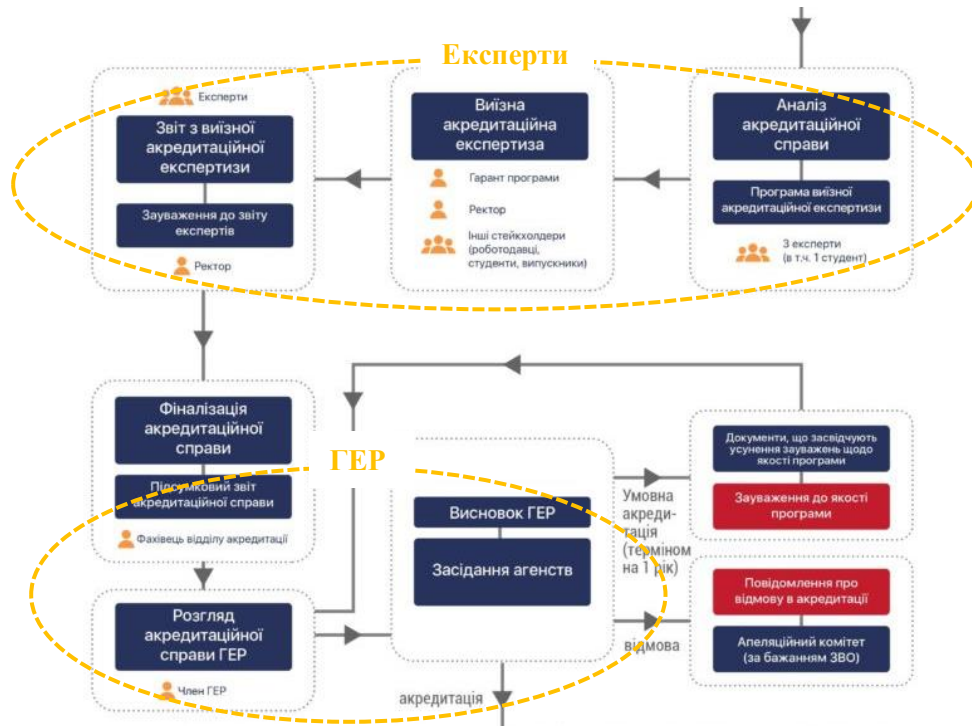 Експерти
Експерти
Звіт з виїзної
акредитаційної
експертизи
Зауваження до звіту
експертів
Ректор
Виїзна
акредитаційна
експертиза
Гарант програми
Ректор
Інші стейкхолдери
(роботодавці,
студенти, випускники)
Аналіз
акредитаційної
справи
Програма виїзної
акредитаційної експертизи
3 експерти
(в т.ч. 1 студент)
Фіналізація
акредитаційної
справи
Підсумковий звіт
акредитаційної справи
Фахівець відділу акредитації
ГЕР
Розгляд
акредитаційної
справи ГЕР
Член ГЕР
Висновок ГЕР
Засідання агенств
Умовна
акреди-
тація
(терміном
на 1 рік)
Документи, що засвідчують
усунення зауважень щодо
якості програми
Зауваження до якості
програми
відмова
Повідомлення про
відмову в акредитації
Апеляційний комітет
(за бажанням ЗВО)
акредитація